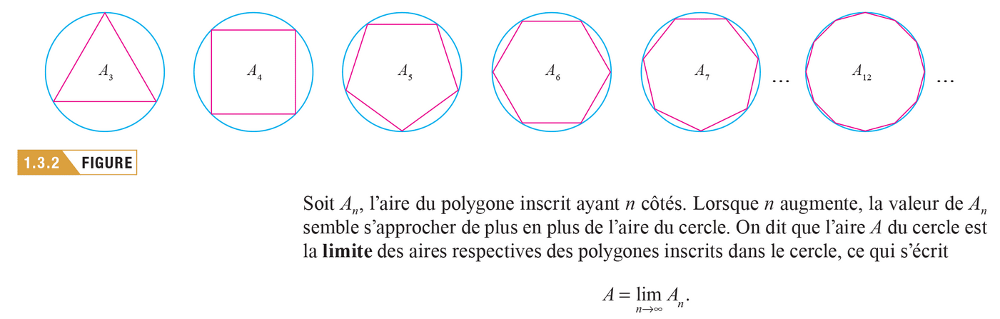 A₃ A₄ A₅ A₆ A₇ ... A₁₂ ...
1.3.2 FIGURE
Soit Aₙ, l’aire du polygone inscrit ayant n côtés. Lorsque n augmente, la valeur de Aₙ
semble s’approcher de plus en plus de l’aire du cercle. On dit que l’aire A du cercle est
la limite des aires respectives des polygones inscrits dans le cercle, ce qui s’écrit
A = lim Aₙ.
n→∞